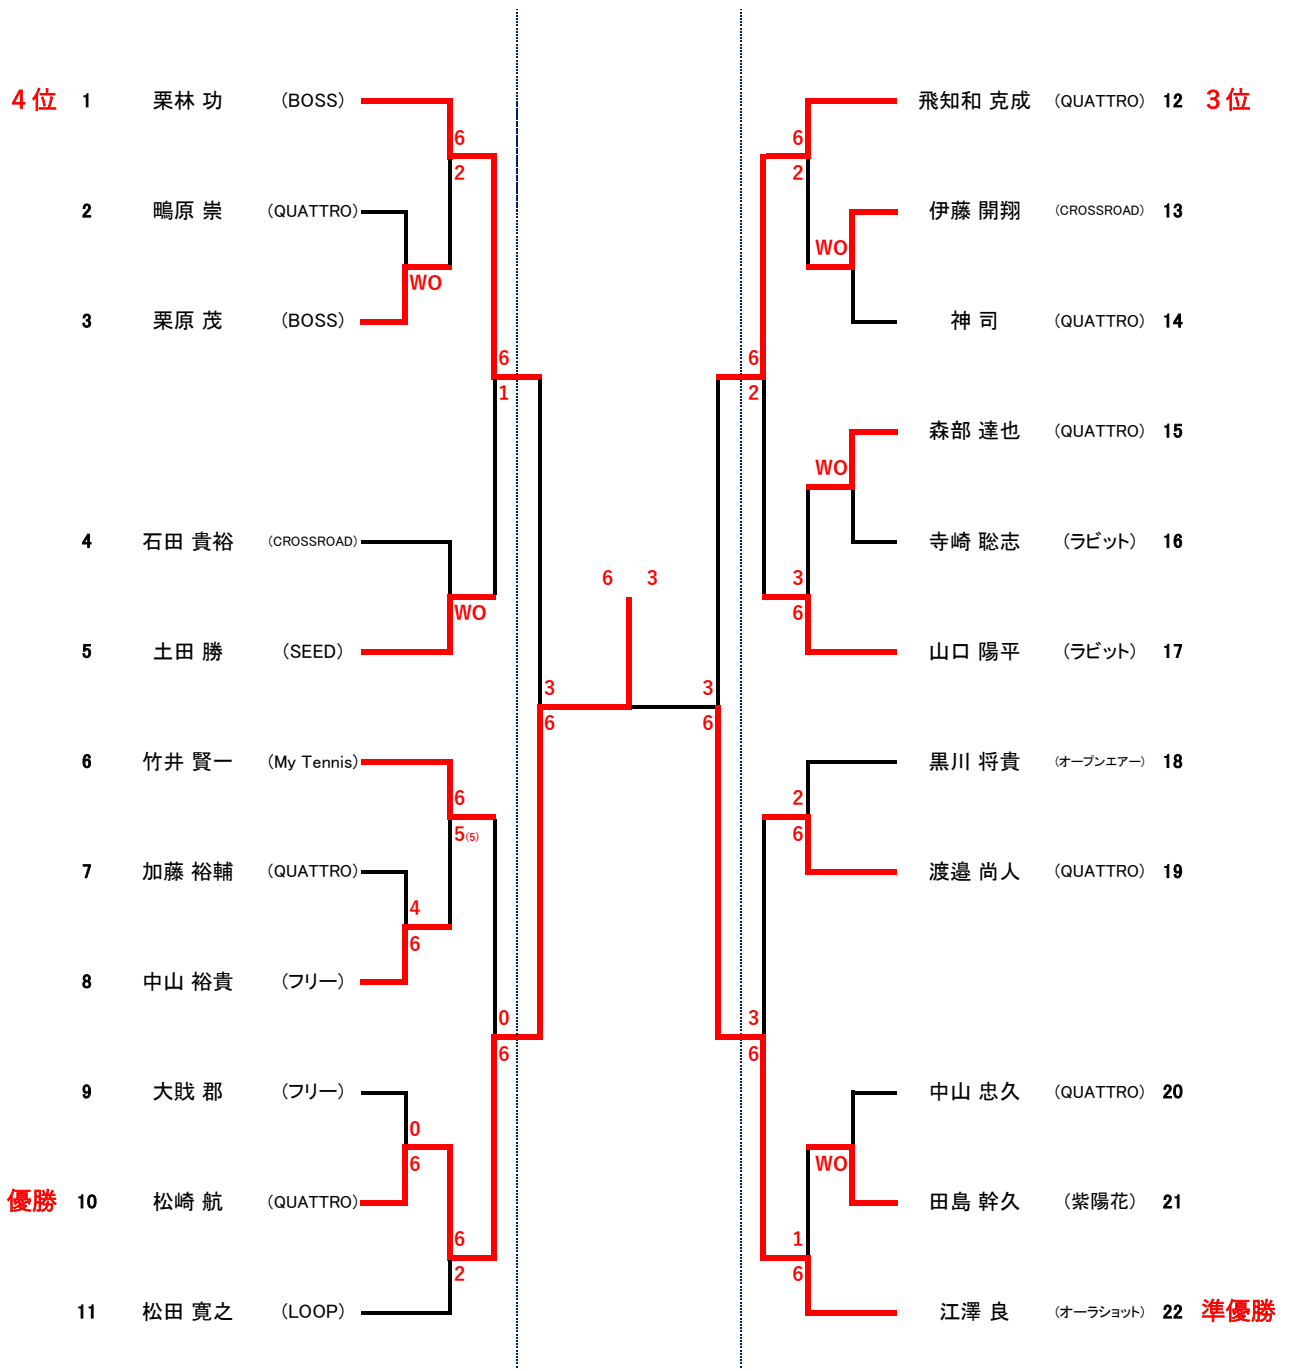 4位 1 栗林 功 (BOSS)
飛知和 克成 (QUATTRO) 12 3位
6
2
6
2
2 鴫原 崇 (QUATTRO)
伊藤 開翔 (CROSSROAD) 13
WO
WO
3 栗原 茂 (BOSS)
神 司 (QUATTRO) 14
6
1
6
2
森部 達也 (QUATTRO) 15
WO
4 石田 貴裕 (CROSSROAD)
寺崎 聡志 (ラビット) 16
6 3
WO
3
6
5 土田 勝 (SEED)
山口 陽平 (ラビット) 17
3
6
3
6
6 竹井 賢一 (My Tennis)
黒川 将貴 (オープンエアー) 18
6
5(5)
2
6
7 加藤 裕輔 (QUATTRO)
渡邉 尚人 (QUATTRO) 19
4
6
8 中山 裕貴 (フリー)
0
6
3
6
9 大戝 郡 (フリー)
中山 忠久 (QUATTRO) 20
0
6
WO
優勝 10 松崎 航 (QUATTRO)
田島 幹久 (紫陽花) 21
6
2
1
6
11 松田 寛之 (LOOP)
江澤 良 (オーラショット) 22 準優勝